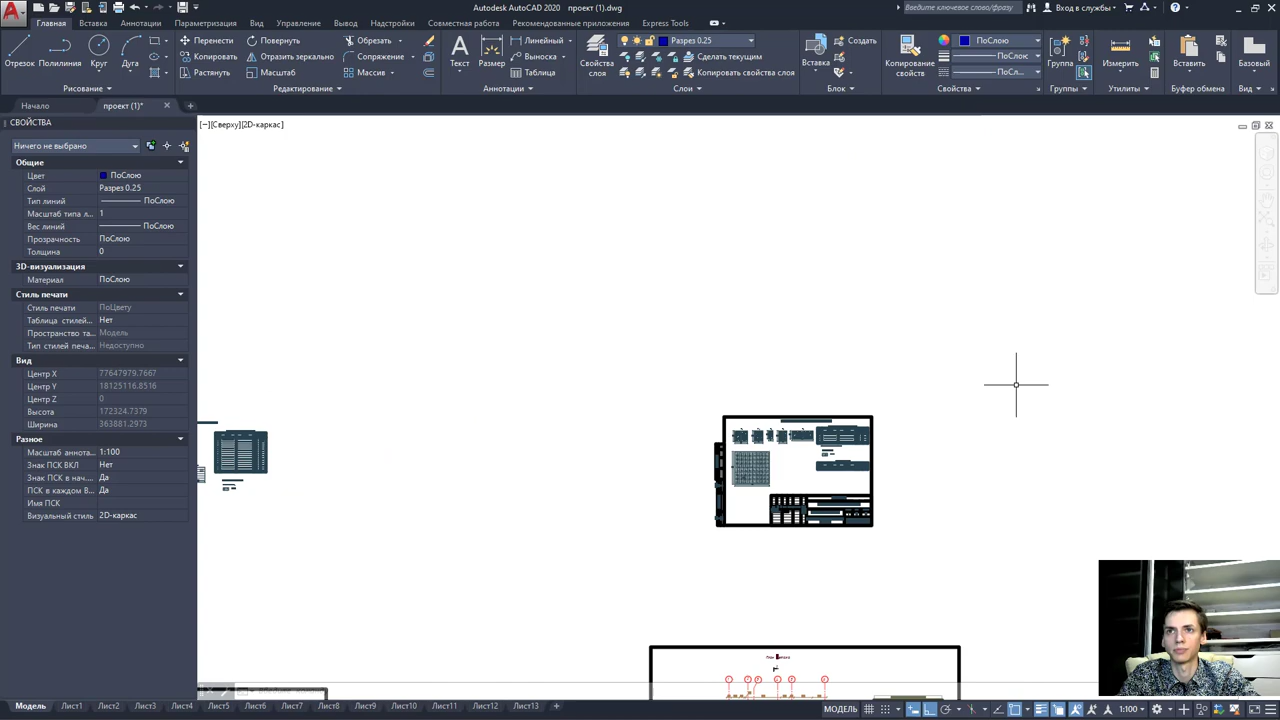 Autodesk AutoCAD 2020 проект (1).dwg
Введите ключевое слово/фразу
Вход в службы
Главная Вставка Аннотации Параметризация Вид Управление Вывод Надстройки Совместная работа Рекомендованные приложения Express Tools
Отрезок Полилиния Круг Дуга
Перенести Повернуть Обрезать
Копировать Отразить зеркально Сопряжение
Растянуть Масштаб Массив
Текст Размер
Линейный
Выноска
Таблица
Свойства слоя
Разрез 0.25
Сделать текущим
Копировать свойства слоя
Вставка
Создать
Копирование свойств
ПоСлою
ПоСлок
ПоСл...
Группа
Измерить
Вставить
Базовый
Рисование Редактирование Аннотации Слои Блок Свойства Группы Утилиты Буфер обмена Вид
Начало проект (1)*
СВОЙСТВА
[−][Сверху][2D-каркас]
Ничего не выбрано
Общие
Цвет ПоСлою
Слой Разрез 0.25
Тип линий ПоСлою
Масштаб типа л... 1
Вес линий ПоСлою
Прозрачность ПоСлою
Толщина 0
3D-визуализация
Материал ПоСлою
Стиль печати
Стиль печати ПоЦвету
Таблица стилей... Нет
Пространство та... Модель
Тип стилей печа... Недоступно
Вид
Центр X 77647979.7667
Центр Y 18125116.8516
Центр Z 0
Высота 172324.7379
Ширина 363881.2973
Разное
Масштаб аннота... 1:100
Знак ПСК ВКЛ Нет
Знак ПСК в нач... Да
ПСК в каждом В... Да
Имя ПСК
Визуальный стиль 2D-каркас
Модель Лист1 Лист2 Лист3 Лист4 Лист5 Лист6 Лист7 Лист8 Лист9 Лист10 Лист11 Лист12 Лист13
МОДЕЛЬ
1:100